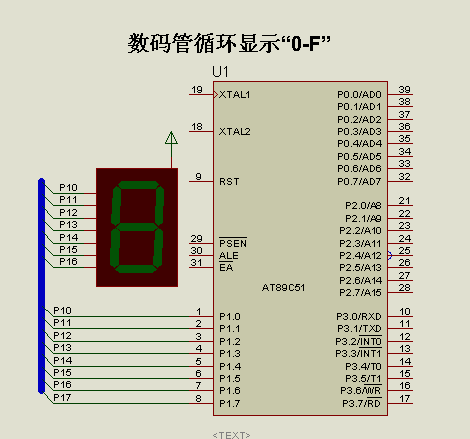 数码管循环显示“0-F”
U1
19 XTAL1 P0.0/AD0 39
P0.1/AD1 38
P0.2/AD2 37
18 XTAL2 P0.3/AD3 36
P0.4/AD4 35
P0.5/AD5 34
P0.6/AD6 33
9 RST P0.7/AD7 32
P10
P11
P12
P13
P14
P15
P16
P2.0/A8 21
P2.1/A9 22
P2.2/A10 23
29 PSEN P2.3/A11 24
30 ALE P2.4/A12 25
31 EA P2.5/A13 26
P2.6/A14 27
P2.7/A15 28
AT89C51
P10 1 P1.0 P3.0/RXD 10
P11 2 P1.1 P3.1/TXD 11
P12 3 P1.2 P3.2/INT0 12
P13 4 P1.3 P3.3/INT1 13
P14 5 P1.4 P3.4/T0 14
P15 6 P1.5 P3.5/T1 15
P16 7 P1.6 P3.6/WR 16
P17 8 P1.7 P3.7/RD 17
<TEXT>